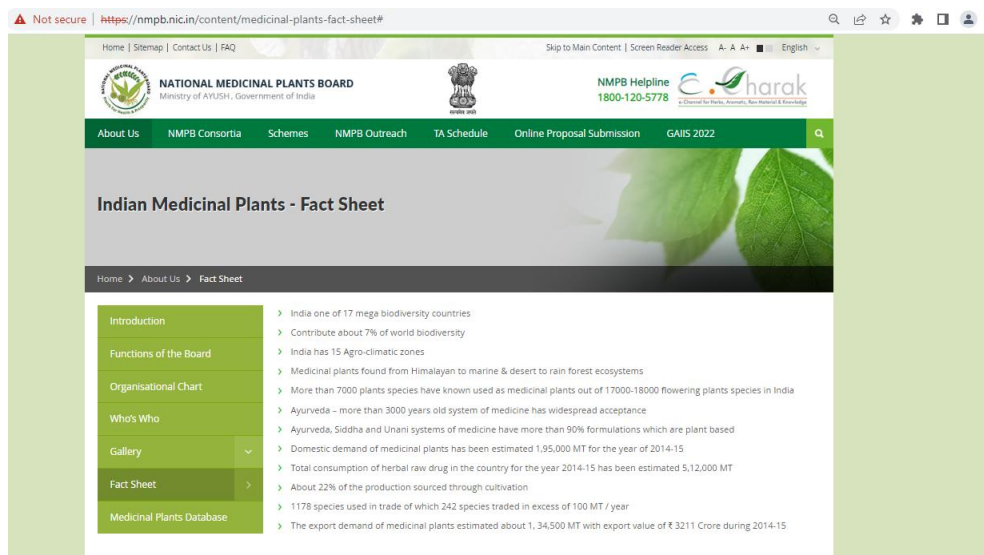 Not secure | https://nmpb.nic.in/content/medicinal-plants-fact-sheet#
Home | Sitemap | Contact Us | FAQ
Skip to Main Content | Screen Reader Access A- A A+ English
NATIONAL MEDICINAL PLANTS BOARD
Ministry of AYUSH, Government of India
सत्यमेव जयते
NMPB Helpline
1800-120-5778
e-Charak
e-Channel for Herbs, Aromatic, Raw Material & Knowledge
About Us NMPB Consortia Schemes NMPB Outreach TA Schedule Online Proposal Submission GAIIS 2022
Indian Medicinal Plants - Fact Sheet
Home > About Us > Fact Sheet
Introduction
Functions of the Board
Organisational Chart
Who's Who
Gallery
Fact Sheet
Medicinal Plants Database
India one of 17 mega biodiversity countries
Contribute about 7% of world biodiversity
India has 15 Agro-climatic zones
Medicinal plants found from Himalayan to marine & desert to rain forest ecosystems
More than 7000 plants species have known used as medicinal plants out of 17000-18000 flowering plants species in India
Ayurveda – more than 3000 years old system of medicine has widespread acceptance
Ayurveda, Siddha and Unani systems of medicine have more than 90% formulations which are plant based
Domestic demand of medicinal plants has been estimated 1,95,000 MT for the year of 2014-15
Total consumption of herbal raw drug in the country for the year 2014-15 has been estimated 5,12,000 MT
About 22% of the production sourced through cultivation
1178 species used in trade of which 242 species traded in excess of 100 MT / year
The export demand of medicinal plants estimated about 1, 34,500 MT with export value of ₹ 3211 Crore during 2014-15